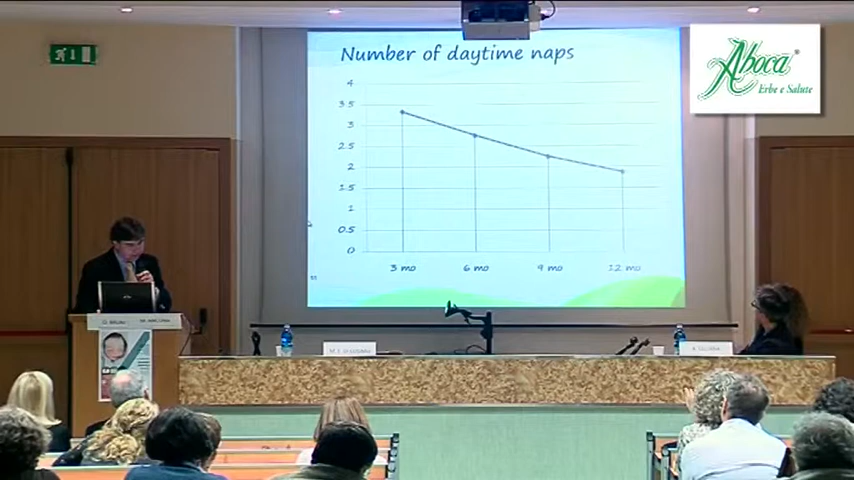 Number of daytime naps
4
3.5
3
2.5
2
1.5
1
0.5
0
3 mo
6 mo
9 mo
12 mo
Aboca
Erbe e Salute
O. BRUNI